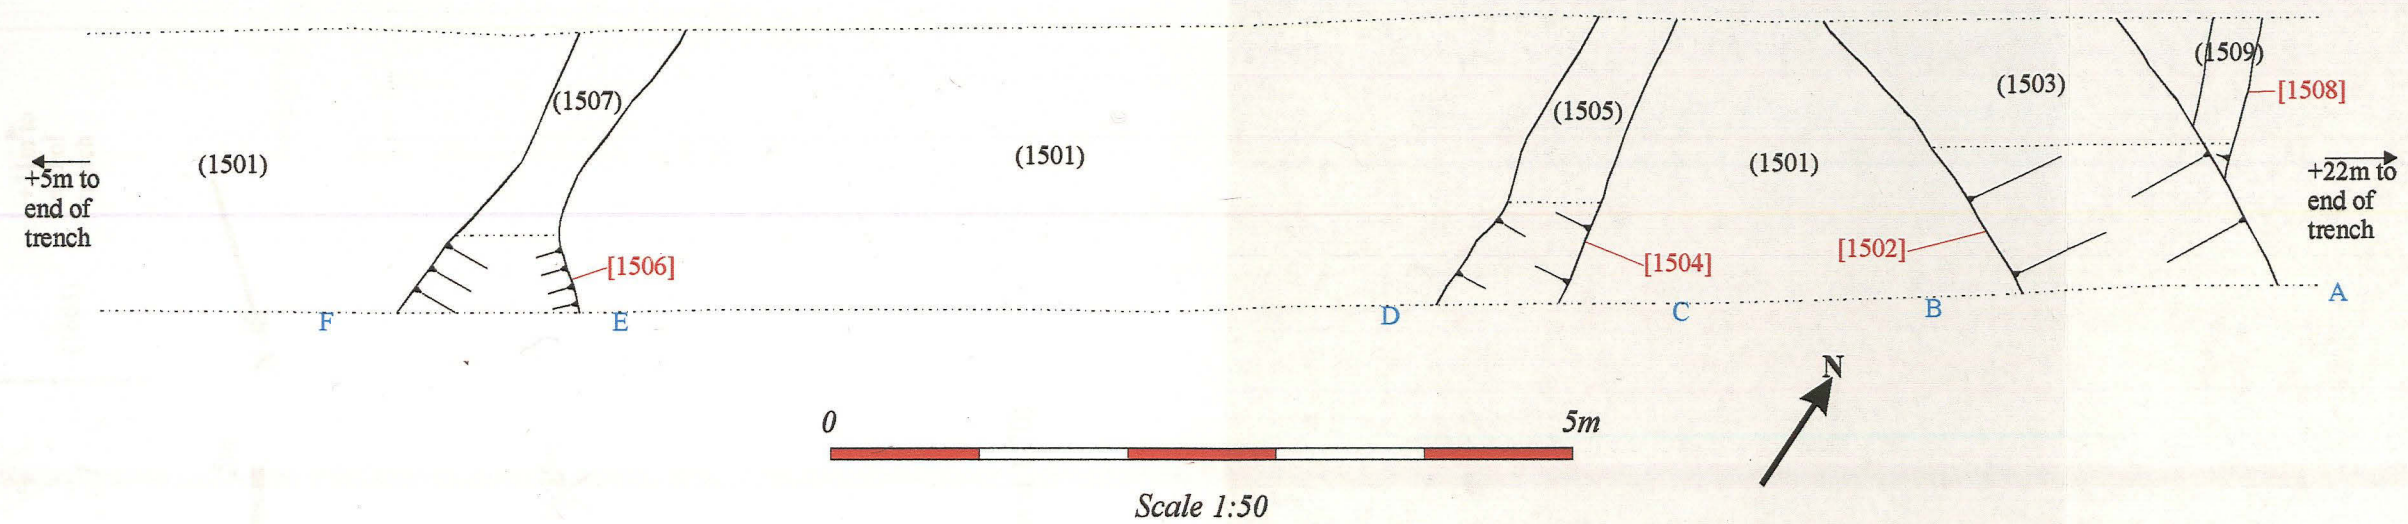 (1509)
(1503)
[1508]
(1507)
(1505)
(1501)
(1501)
(1501)
+5m to
end of
trench
+22m to
end of
trench
[1506]
[1504]
[1502]
F
E
D
C
B
A
N
0
5m
Scale 1:50